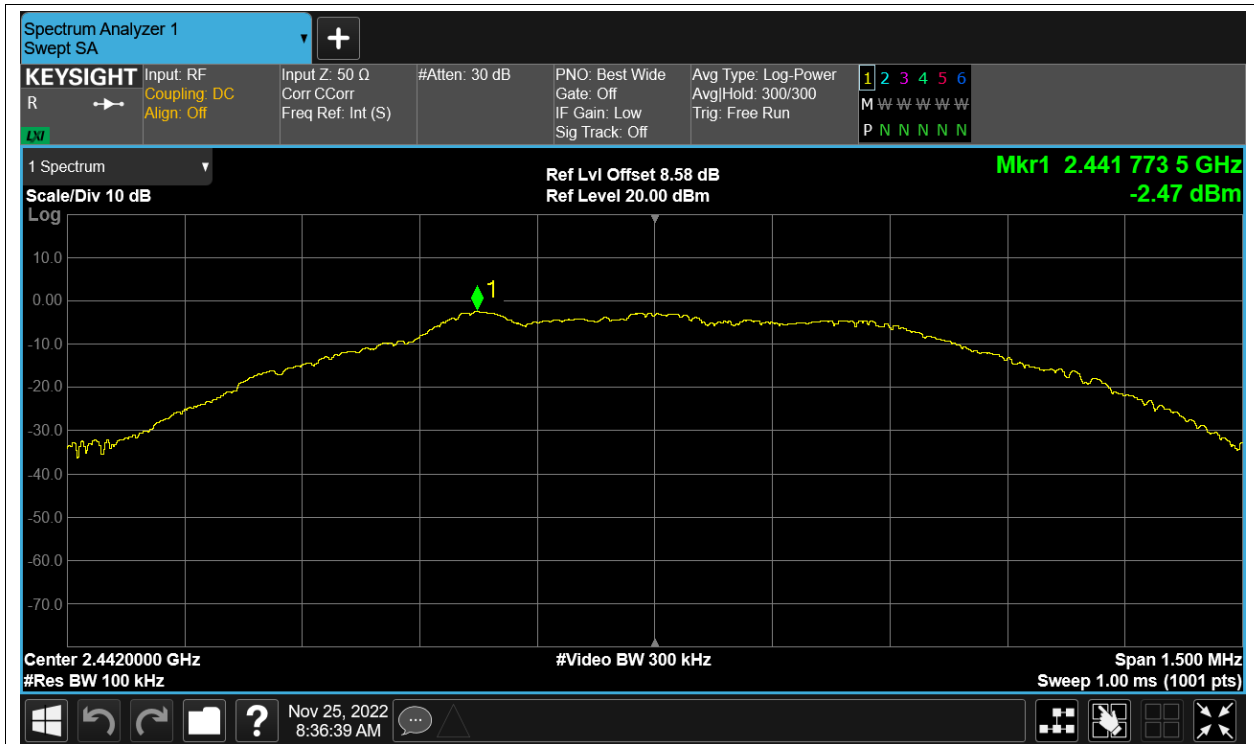 Spectrum Analyzer 1
Swept SA
▼
+
KEYSIGHT
R
LXI
Input: RF
Coupling: DC
Align: Off
Input Z: 50 Ω
Corr CCorr
Freq Ref: Int (S)
#Atten: 30 dB
PNO: Best Wide
Gate: Off
IF Gain: Low
Sig Track: Off
Avg Type: Log-Power
Avg|Hold: 300/300
Trig: Free Run
1 2 3 4 5 6
M W W W W W
P N N N N N
1 Spectrum ▼
Scale/Div 10 dB
Log
Ref Lvl Offset 8.58 dB
Ref Level 20.00 dBm
Mkr1 2.441 773 5 GHz
-2.47 dBm
10.0
0.00
-10.0
-20.0
-30.0
-40.0
-50.0
-60.0
-70.0
1
Center 2.4420000 GHz
#Res BW 100 kHz
#Video BW 300 kHz
Span 1.500 MHz
Sweep 1.00 ms (1001 pts)
?
Nov 25, 2022
8:36:39 AM